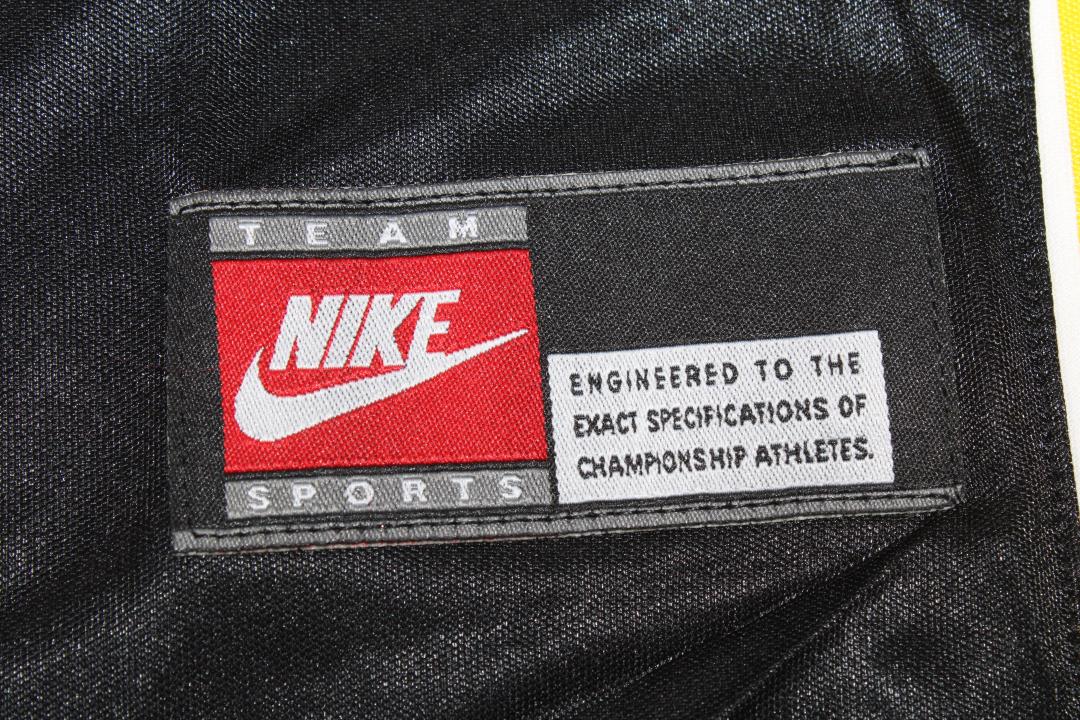 TEAM
NIKE
SPORTS
ENGINEERED TO THE
EXACT SPECIFICATIONS OF
CHAMPIONSHIP ATHLETES.